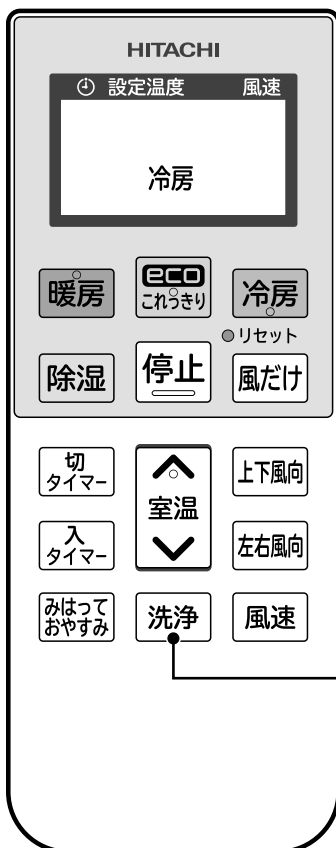 HITACHI
設定温度 風速
冷房
暖房
eco
これっきり
冷房
リセット
除湿
停止
風だけ
切
タイマー
室温
上下風向
入
タイマー
左右風向
みはって
おやすみ
洗浄
風速